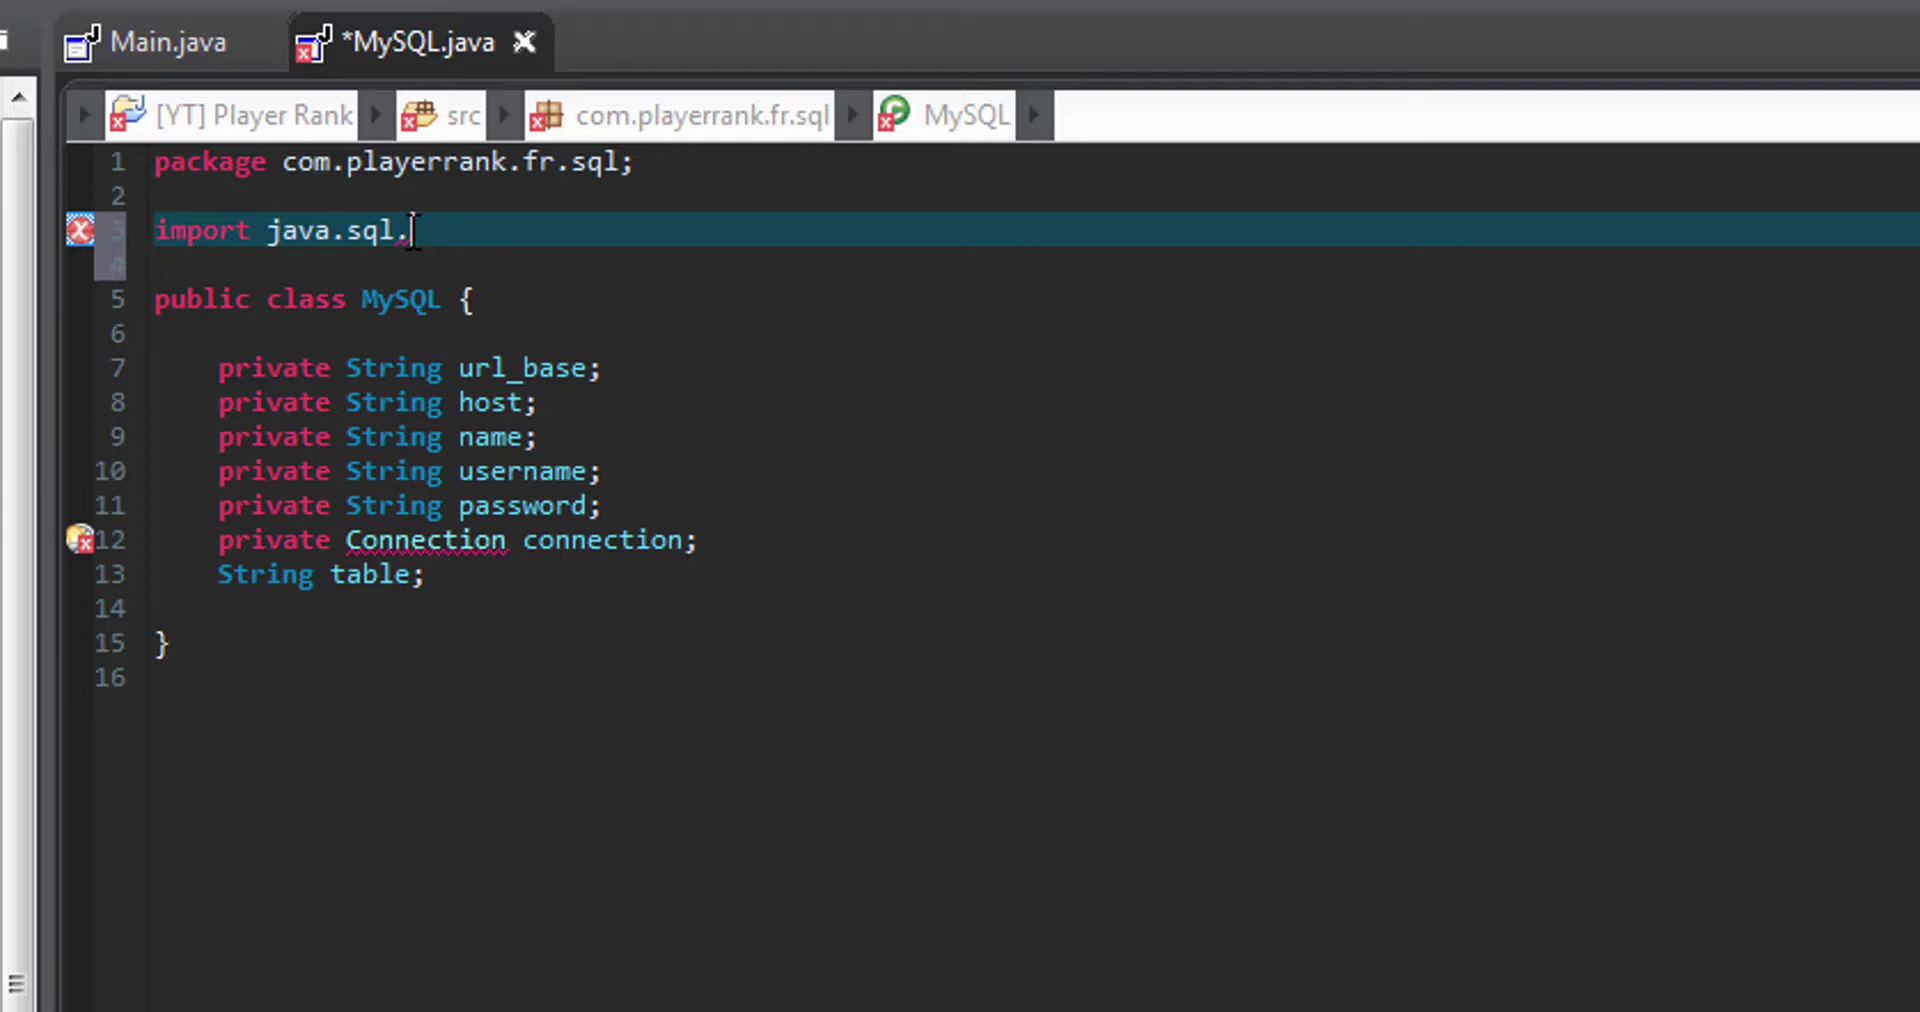 Main.java
*MySQL.java
[YT] Player Rank
src
com.playerrank.fr.sql
MySQL
1 package com.playerrank.fr.sql;
2
3 import java.sql.
4
5 public class MySQL {
6
7 private String url_base;
8 private String host;
9 private String name;
10 private String username;
11 private String password;
12 private Connection connection;
13 String table;
14
15 }
16